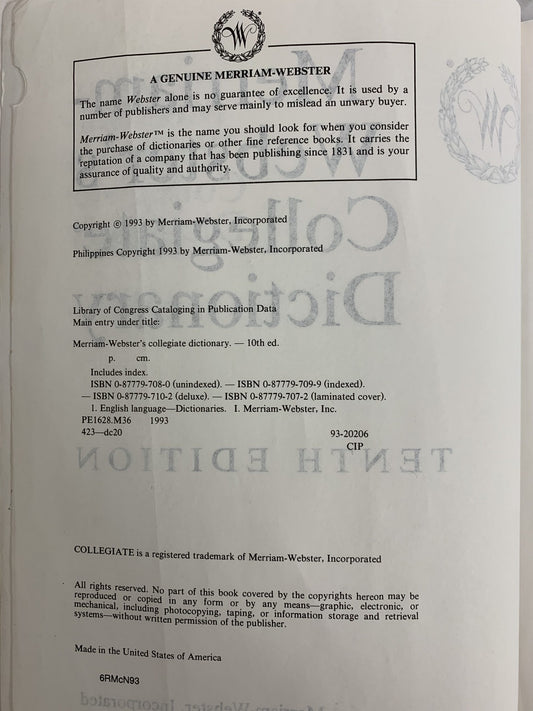 W
A GENUINE MERRIAM-WEBSTER
The name Webster alone is no guarantee of excellence. It is used by a
number of publishers and may serve mainly to mislead an unwary buyer.
Merriam-Webster™ is the name you should look for when you consider
the purchase of dictionaries or other fine reference books. It carries the
reputation of a company that has been publishing since 1831 and is your
assurance of quality and authority.
Copyright © 1993 by Merriam-Webster, Incorporated
Philippines Copyright 1993 by Merriam-Webster, Incorporated
Library of Congress Cataloging in Publication Data
Main entry under title:
Merriam-Webster's collegiate dictionary. — 10th ed.
p. cm.
Includes index.
ISBN 0-87779-708-0 (unindexed). — ISBN 0-87779-709-9 (indexed).
— ISBN 0-87779-710-2 (deluxe). — ISBN 0-87779-707-2 (laminated cover).
1. English language—Dictionaries. I. Merriam-Webster, Inc.
PE1628.M36 1993
423—dc20 93-20206
CIP
COLLEGIATE is a registered trademark of Merriam-Webster, Incorporated
All rights reserved. No part of this book covered by the copyrights hereon may be
reproduced or copied in any form or by any means—graphic, electronic, or
mechanical, including photocopying, taping, or information storage and retrieval
systems—without written permission of the publisher.
Made in the United States of America
6RMcN93
Merriam-
Webster's
Collegiate
Dictionary
TENTH EDITION